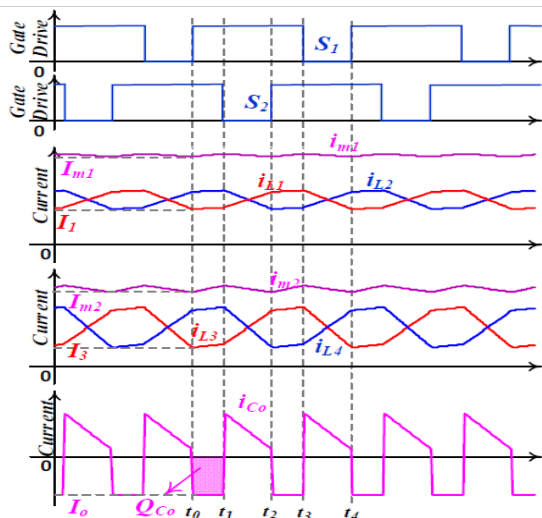 Gate Drive
0
S1
Gate Drive
0
S2
Current
im1
Im1
iL1
iL2
I1
0
Current
im2
Im2
iL3
iL4
I3
0
Current
iCo
0
Io
QCo
t0 t1 t2 t3 t4